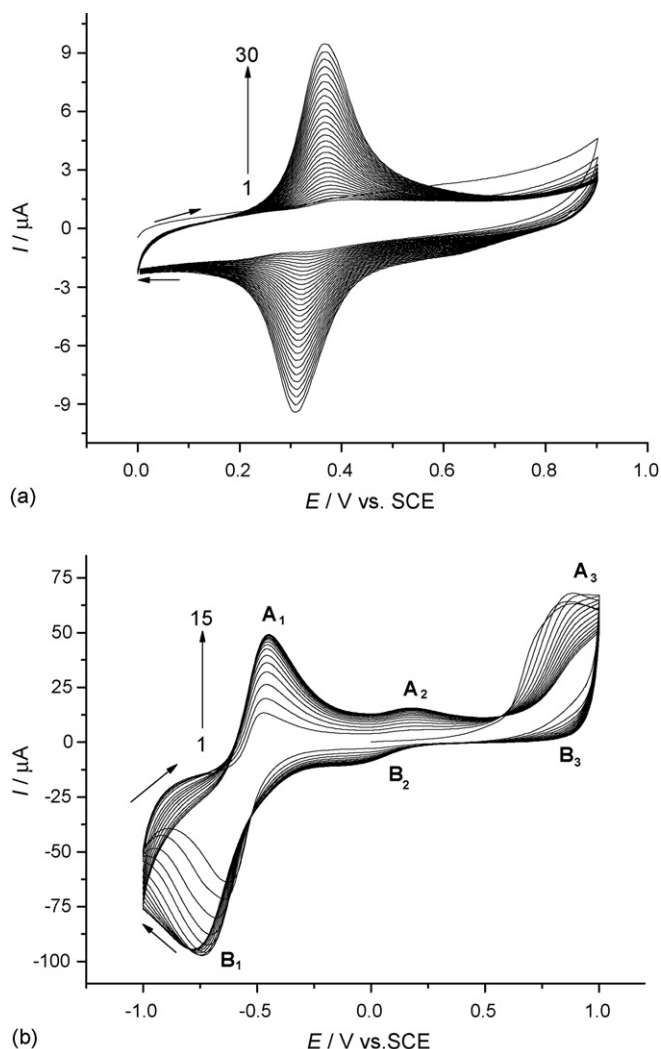 9
6
3
0
-3
-6
-9
30
1
I / μA
0.0 0.2 0.4 0.6 0.8 1.0
E / V vs. SCE
(a)
75
50
25
0
-25
-50
-75
-100
15
1
A₁
A₂
A₃
B₁
B₂
B₃
I / μA
-1.0 -0.5 0.0 0.5 1.0
E / V vs.SCE
(b)